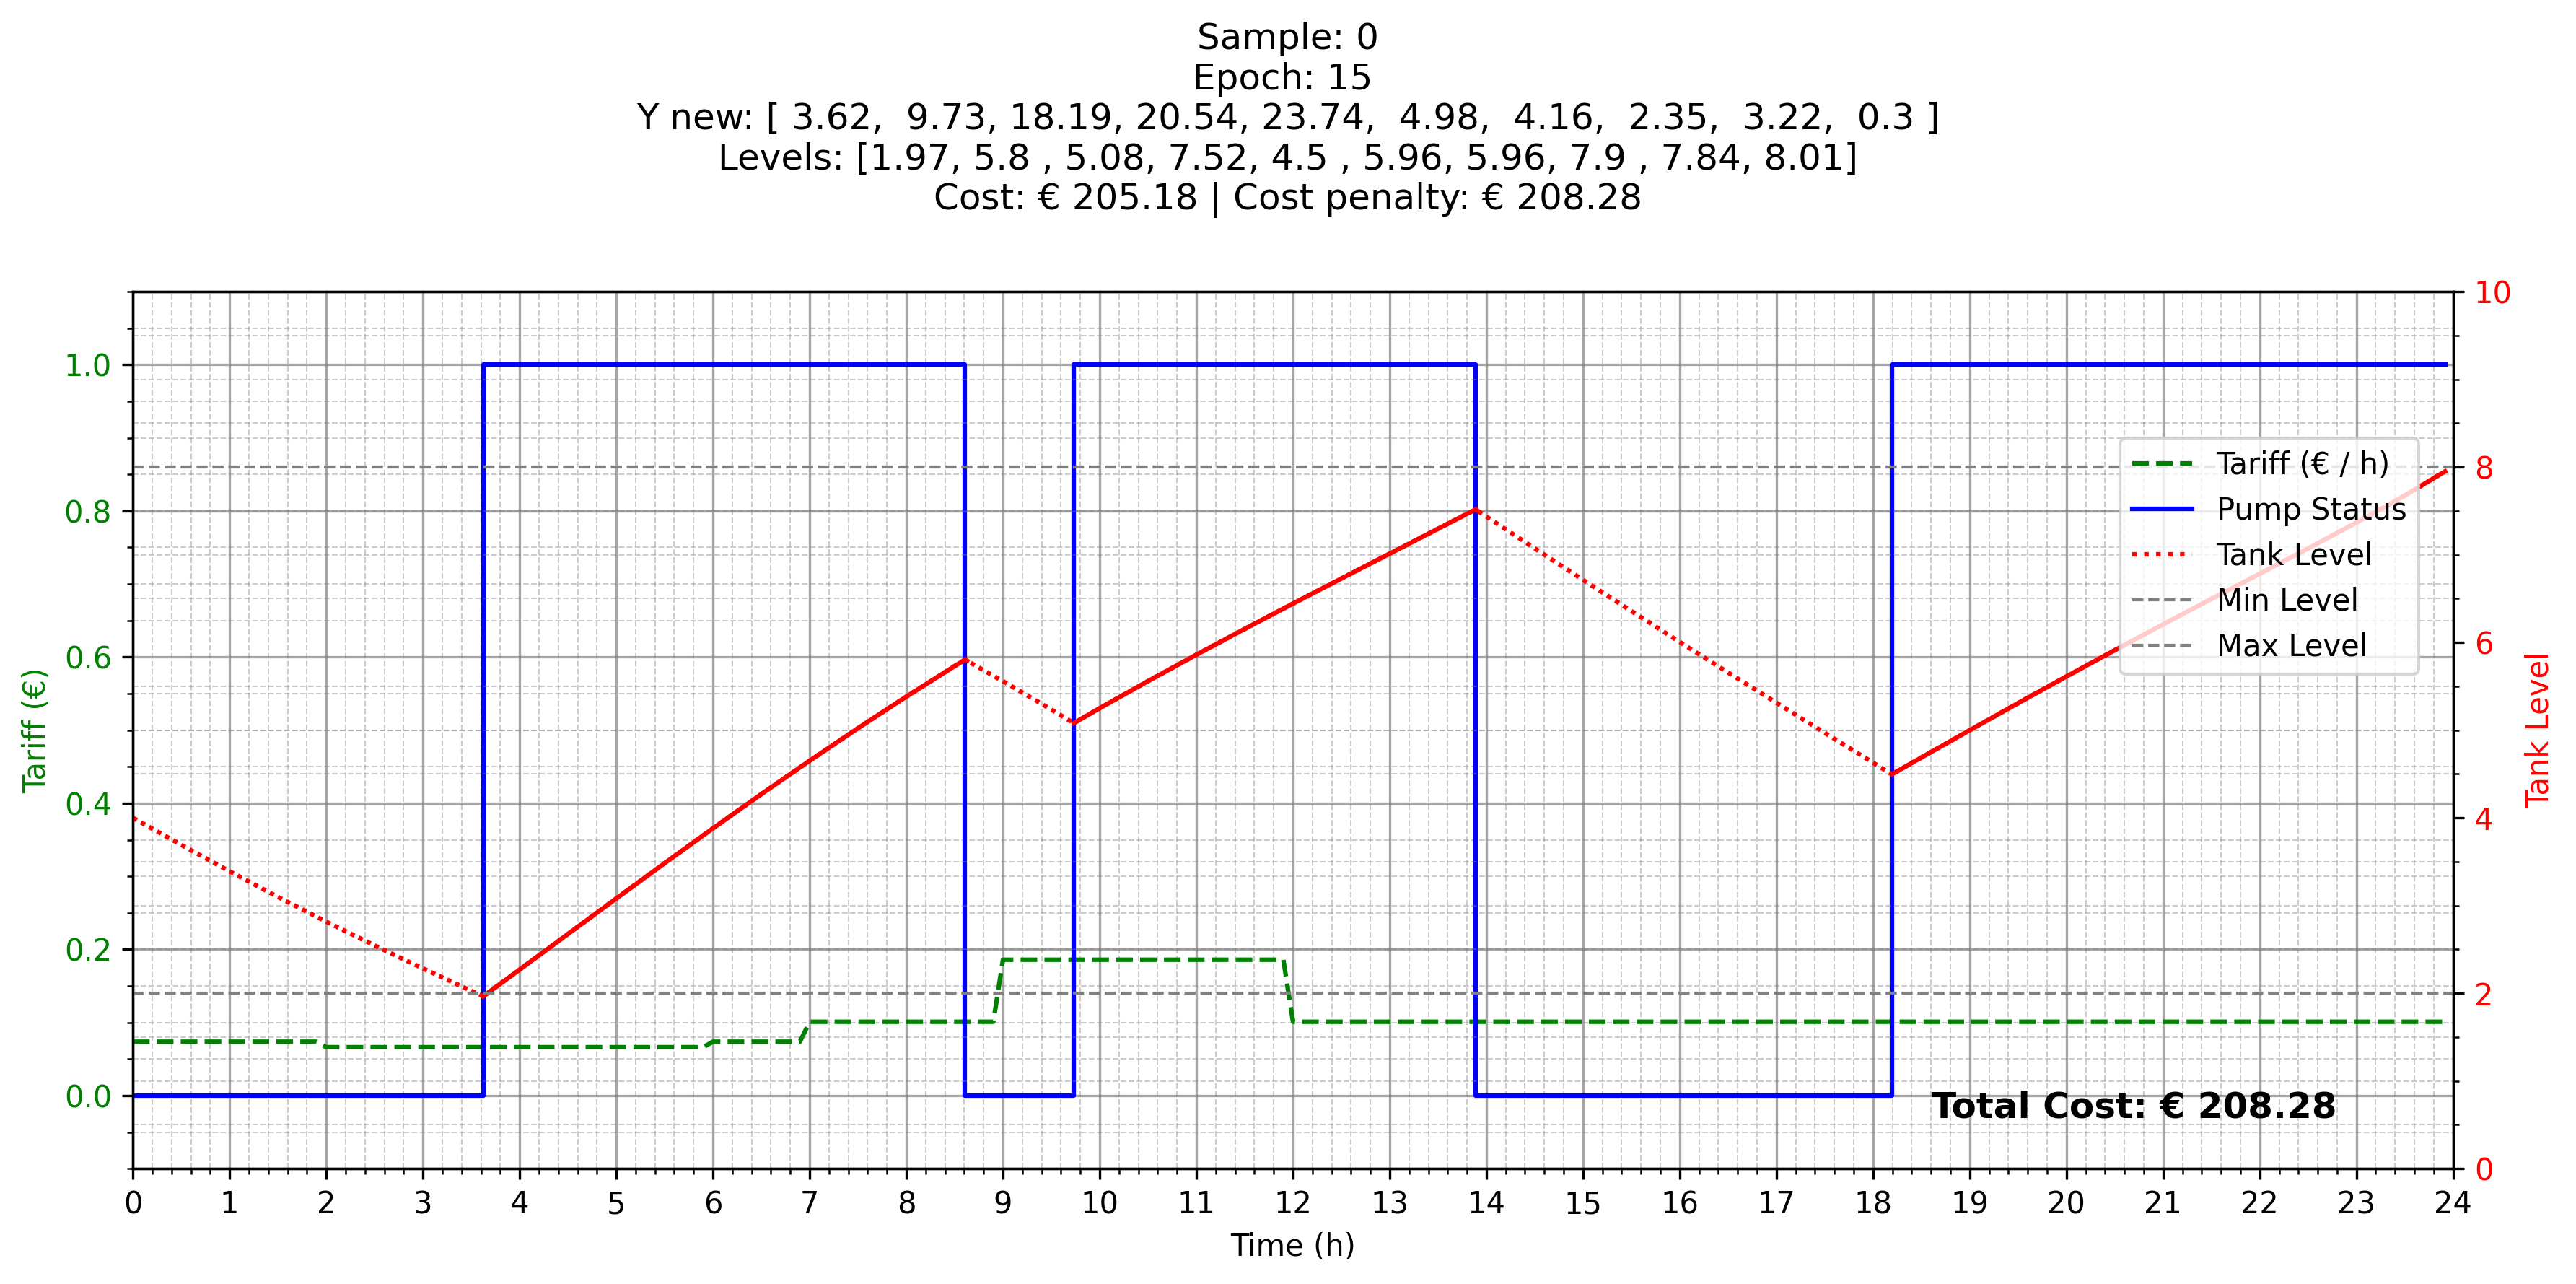 Sample: 0
Epoch: 15
Y new: [ 3.62,  9.73, 18.19, 20.54, 23.74,  4.98,  4.16,  2.35,  3.22,  0.3 ]
Levels: [1.97, 5.8 , 5.08, 7.52, 4.5 , 5.96, 5.96, 7.9 , 7.84, 8.01]
Cost: € 205.18 | Cost penalty: € 208.28
1.0
0.8
0.6
0.4
0.2
0.0
Tariff (€)
10
8
6
4
2
0
Tank Level
Tariff (€ / h)
Pump Status
Tank Level
Min Level
Max Level
Total Cost: € 208.28
0 1 2 3 4 5 6 7 8 9 10 11 12 13 14 15 16 17 18 19 20 21 22 23 24
Time (h)